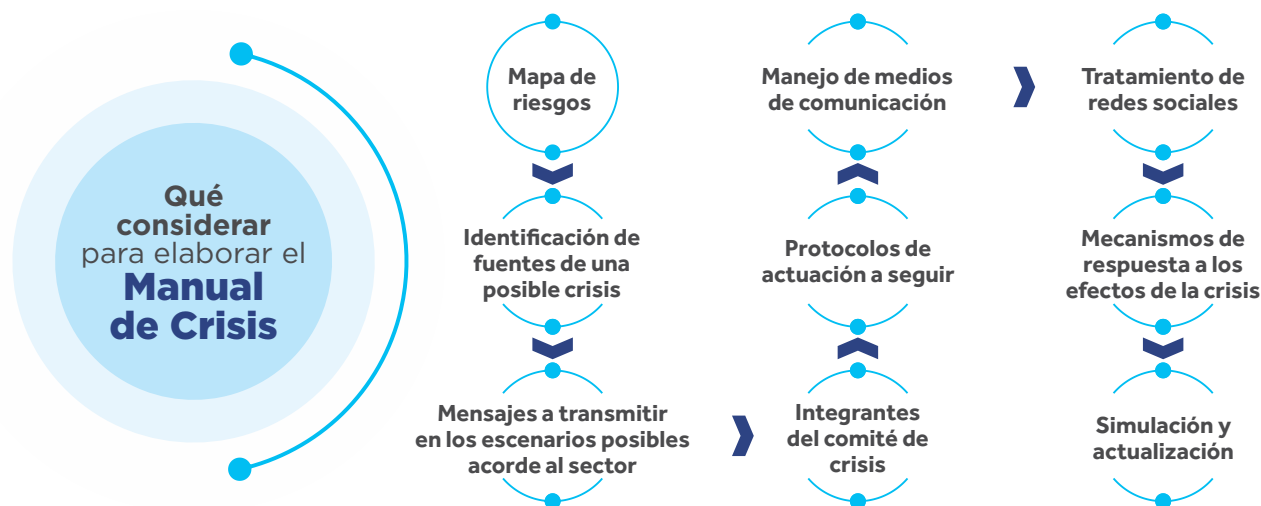 Qué
considerar
para elaborar el
Manual
de Crisis
Mapa de
riesgos
Identificación de
fuentes de una
posible crisis
Mensajes a transmitir
en los escenarios posibles
acorde al sector
Integrantes
del comité de
crisis
Protocolos de
actuación a seguir
Manejo de medios
de comunicación
Tratamiento de
redes sociales
Mecanismos de
respuesta a los
efectos de la crisis
Simulación y
actualización